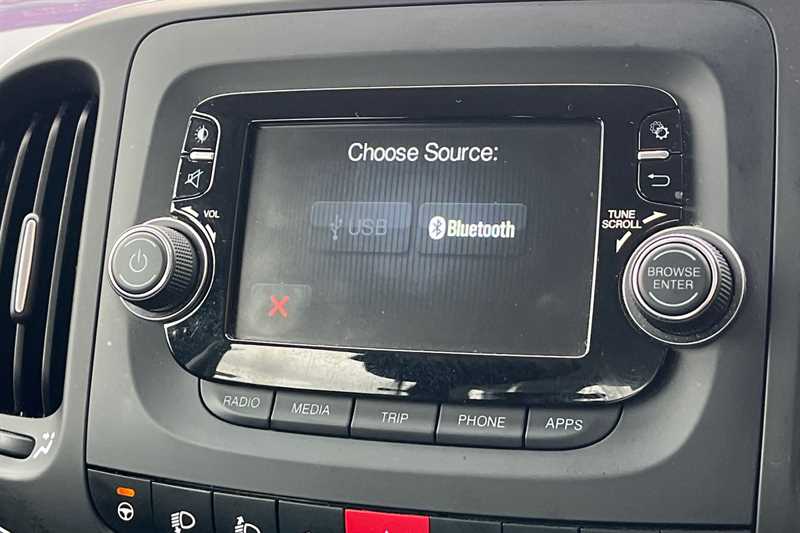 Choose Source:
VOL
TUNE
SCROLL
USB
Bluetooth
BROWSE
ENTER
RADIO
MEDIA
TRIP
PHONE
APPS